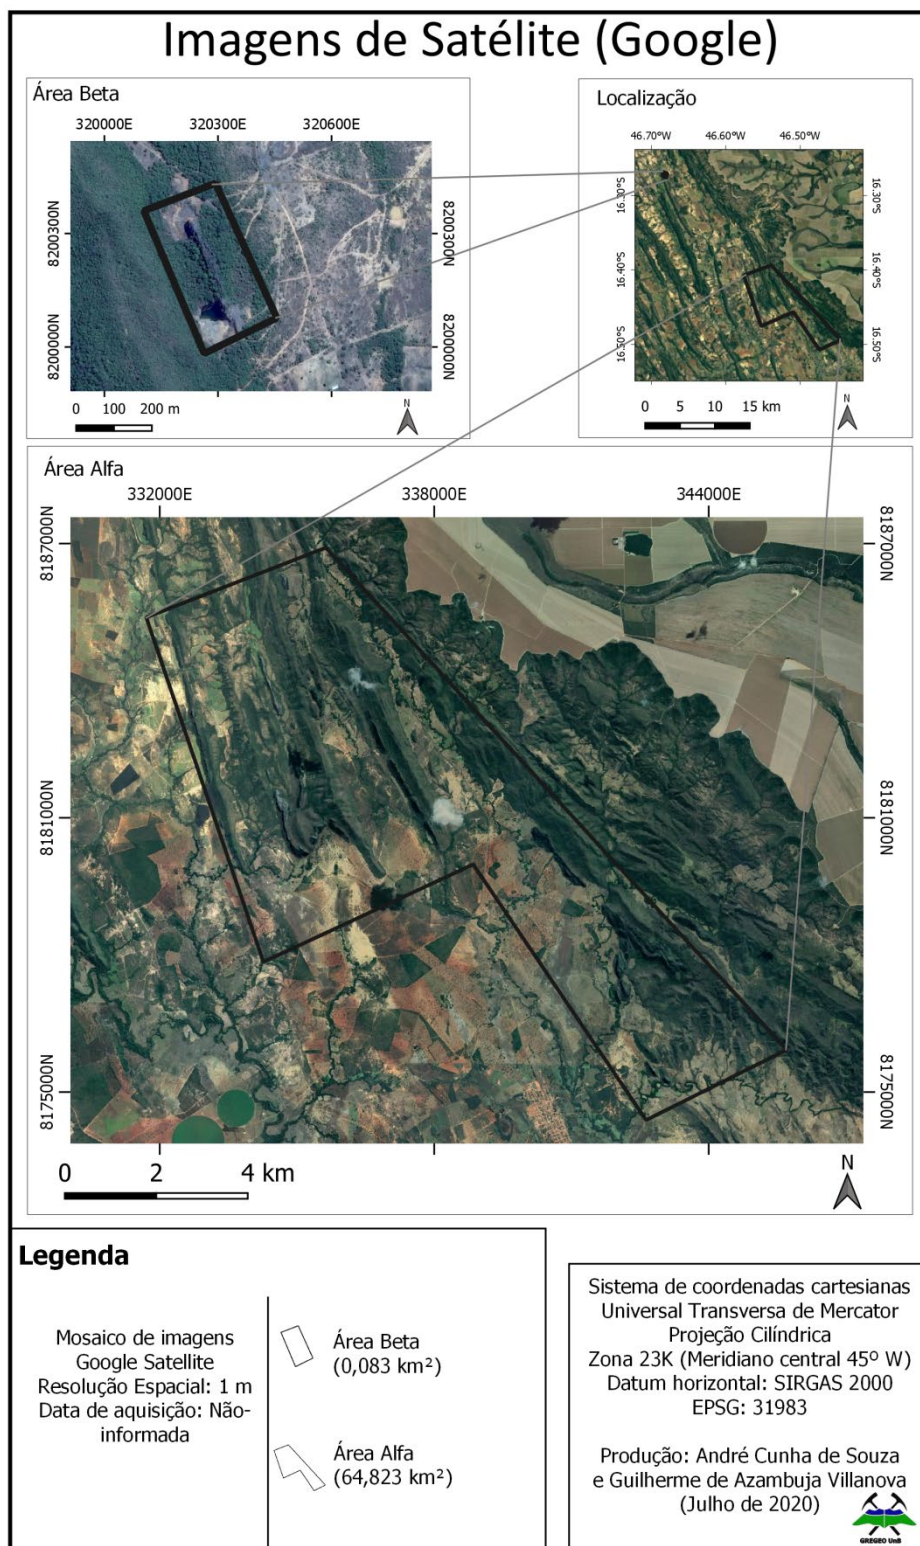 Imagens de Satélite (Google)
Área Beta
320000E 320300E 320600E
8200300N 8200300N
8200000N 8200000N
0 100 200 m
N
Localização
46.70°W 46.60°W 46.50°W
16.30°S 16.30°S
16.40°S 16.40°S
16.50°S 16.50°S
0 5 10 15 km
N
Área Alfa
332000E 338000E 344000E
8187000N 8187000N
8181000N 8181000N
8175000N 8175000N
0 2 4 km
N
Legenda
Mosaico de imagens
Google Satellite
Resolução Espacial: 1 m
Data de aquisição: Não-
informada
Área Beta
(0,083 km²)
Área Alfa
(64,823 km²)
Sistema de coordenadas cartesianas
Universal Transversa de Mercator
Projeção Cilíndrica
Zona 23K (Meridiano central 45º W)
Datum horizontal: SIRGAS 2000
EPSG: 31983
Produção: André Cunha de Souza
e Guilherme de Azambuja Villanova
(Julho de 2020)
GREGEO UnB